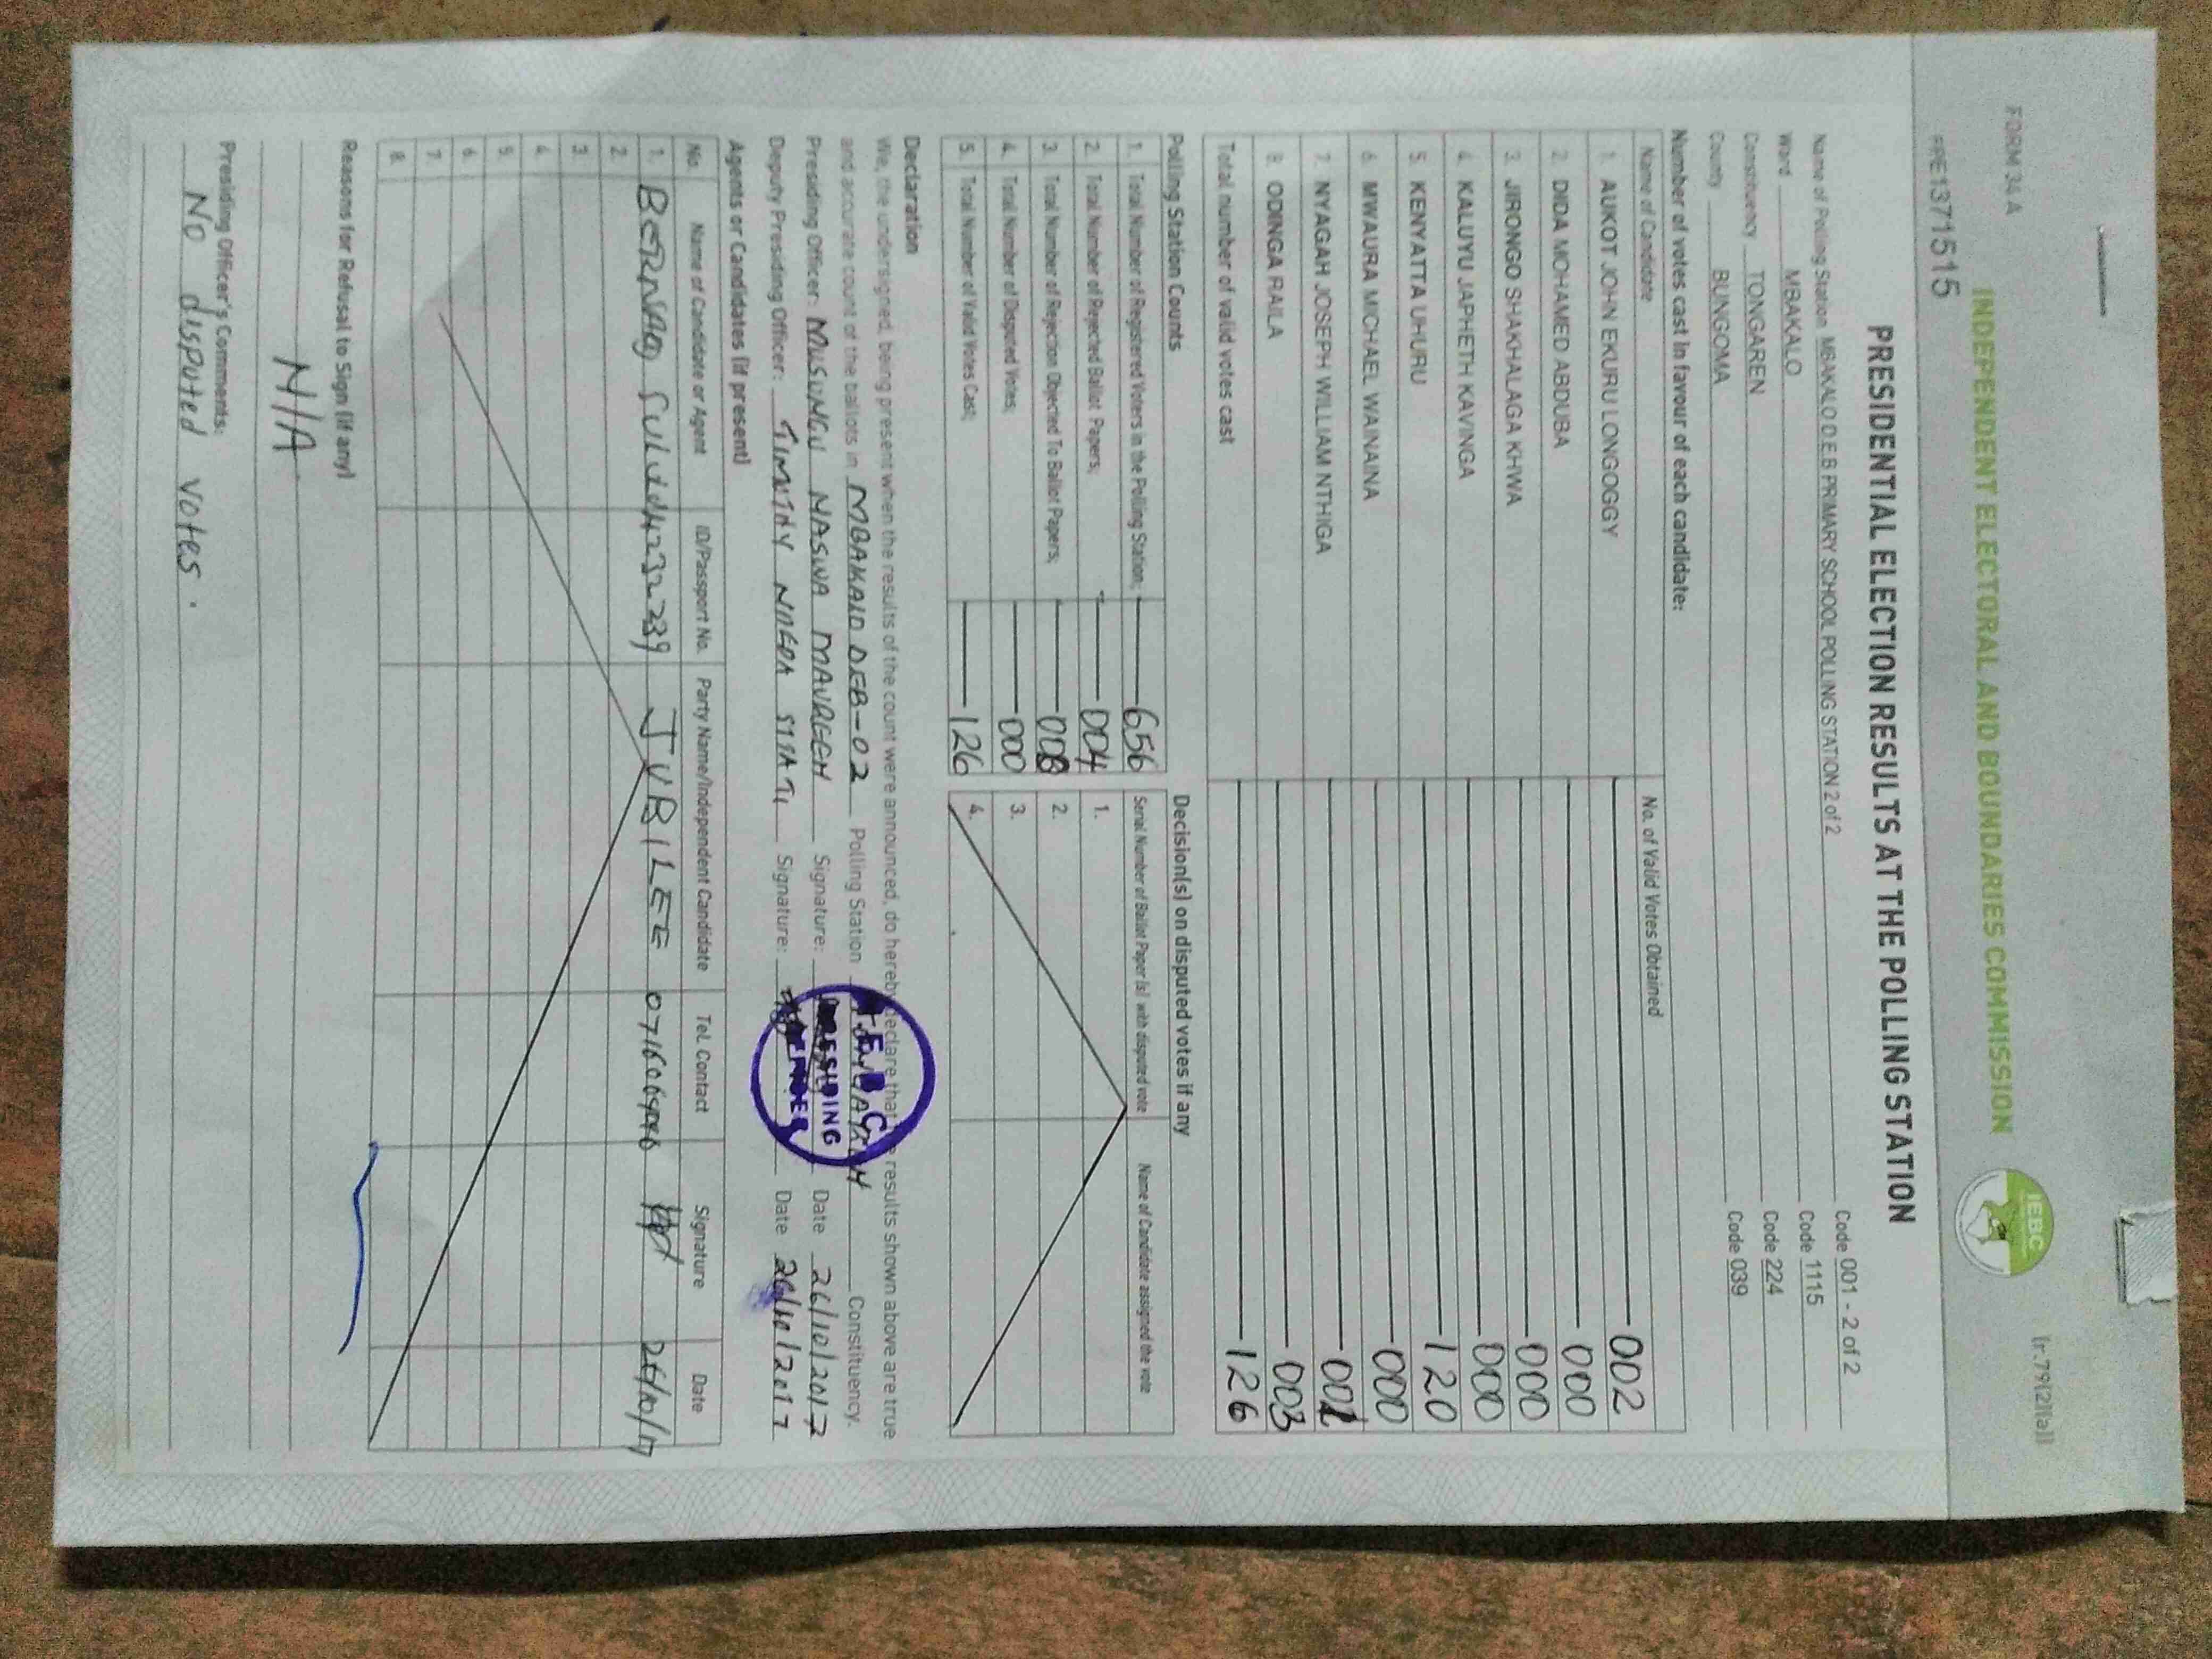 FORM 34 A
(r.79(2)(a))
INDEPENDENT ELECTORAL AND BOUNDARIES COMMISSION
IEBC
PRE1371515
PRESIDENTIAL ELECTION RESULTS AT THE POLLING STATION
Name of Polling Station MBAKALO D.E.B PRIMARY SCHOOL POLLING STATION 2 of 2 Code 001 - 2 of 2
Ward MBAKALO Code 1115
Constituency TONGAREN Code 224
County BUNGOMA Code 039
Number of votes cast in favour of each candidate:
Name of Candidate No. of Valid Votes Obtained
1. AUKOT JOHN EKURU LONGOGGY 002
2. DIDA MOHAMED ABDUBA 000
3. JIRONGO SHAKHALAGA KHWA 000
4. KALUYU JAPHETH KAVINGA 000
5. KENYATTA UHURU 120
6. MWAURA MICHAEL WAINAINA 000
7. NYAGAH JOSEPH WILLIAM NTHIGA 001
8. ODINGA RAILA 003
Total number of valid votes cast 126
Polling Station Counts
1. Total Number of Registered Voters in the Polling Station; 656
2. Total Number of Rejected Ballot Papers; 004
3. Total Number of Rejection Objected To Ballot Papers; 000
4. Total Number of Disputed Votes; 000
5. Total Number of Valid Votes Cast; 126
Decision(s) on disputed votes if any
Serial Number of Ballot Paper (s) with disputed vote Name of Candidate assigned the vote
1.
2.
3.
4.
Declaration
We, the undersigned, being present when the results of the count were announced, do hereby declare that the results shown above are true
and accurate count of the ballots in MBAKALO DEB-02 Polling Station TONGAREN Constituency.
Presiding Officer: MUSUNGU NASWA MAUREEN Signature: Date 26/10/2017
Deputy Presiding Officer: TIMOTHY Signature: Date 26/10/2017
I.E.B.C
PRESIDING
OFFICER
Agents or Candidates (if present)
No. Name of Candidate or Agent ID/Passport No. Party Name/Independent Candidate Tel. Contact Signature Date
1. 4232239 JUBILEE 26/10/17
2.
3.
4.
5.
6.
7.
8.
Reasons for Refusal to Sign (if any)
N/A
Presiding Officer's Comments:
No disputed votes.